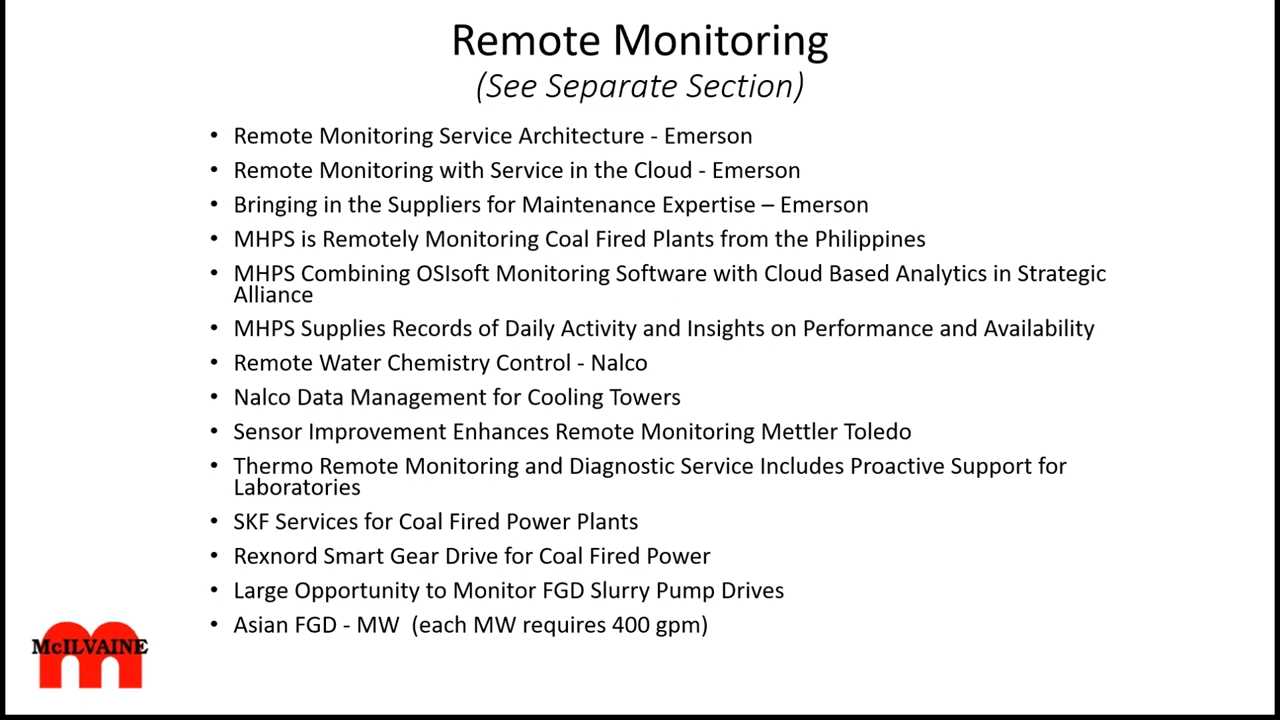 Remote Monitoring
(See Separate Section)
• Remote Monitoring Service Architecture - Emerson
• Remote Monitoring with Service in the Cloud - Emerson
• Bringing in the Suppliers for Maintenance Expertise – Emerson
• MHPS is Remotely Monitoring Coal Fired Plants from the Philippines
• MHPS Combining OSIsoft Monitoring Software with Cloud Based Analytics in Strategic
Alliance
• MHPS Supplies Records of Daily Activity and Insights on Performance and Availability
• Remote Water Chemistry Control - Nalco
• Nalco Data Management for Cooling Towers
• Sensor Improvement Enhances Remote Monitoring Mettler Toledo
• Thermo Remote Monitoring and Diagnostic Service Includes Proactive Support for
Laboratories
• SKF Services for Coal Fired Power Plants
• Rexnord Smart Gear Drive for Coal Fired Power
• Large Opportunity to Monitor FGD Slurry Pump Drives
• Asian FGD - MW  (each MW requires 400 gpm)
McILVAINE